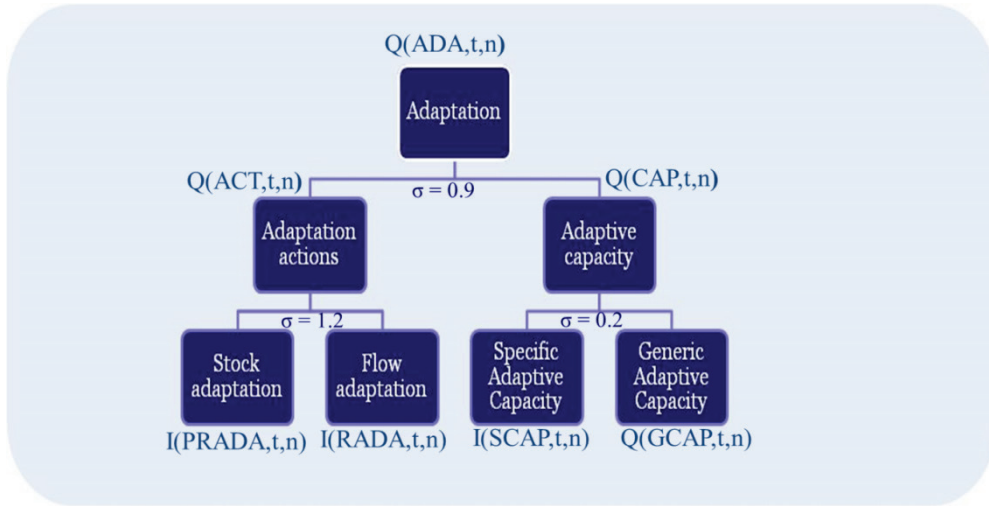 Q(ADA,t,n)
Adaptation
Q(ACT,t,n)
σ = 0.9
Q(CAP,t,n)
Adaptation
actions
Adaptive
capacity
σ = 1.2
σ = 0.2
Stock
adaptation
Flow
adaptation
Specific
Adaptive
Capacity
Generic
Adaptive
Capacity
I(PRADA,t,n)
I(RADA,t,n)
I(SCAP,t,n)
Q(GCAP,t,n)